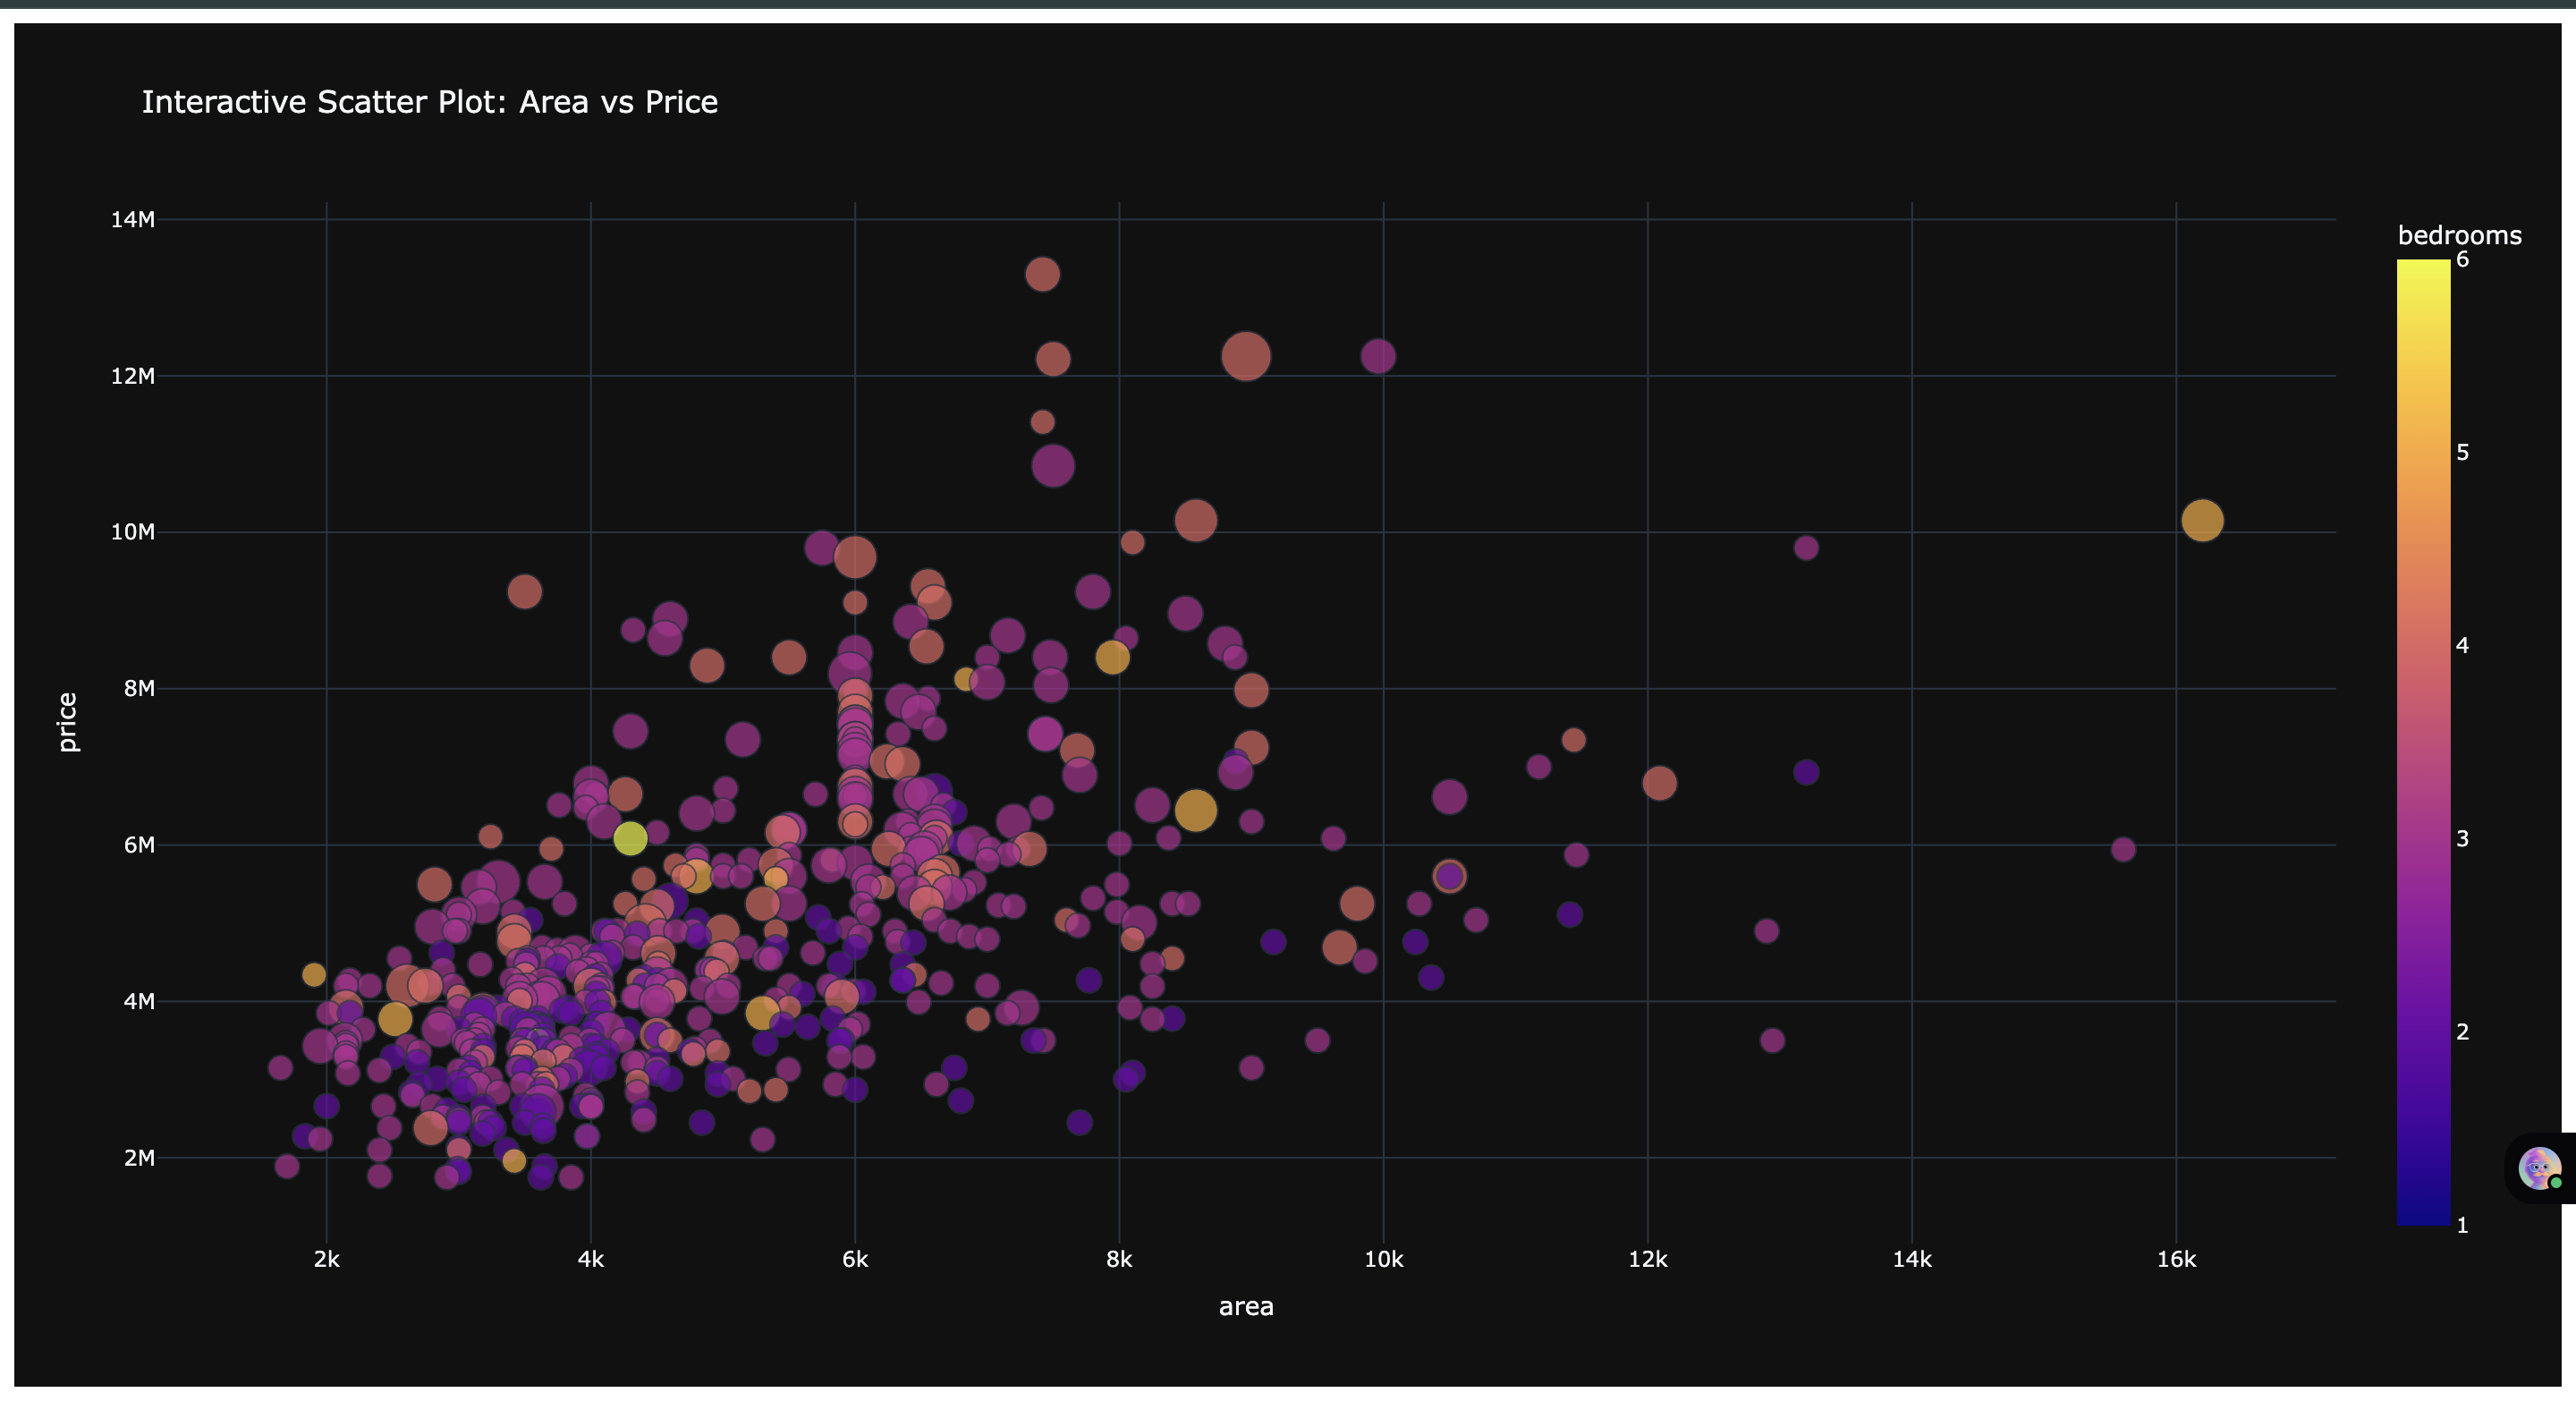 Interactive Scatter Plot: Area vs Price
14M
12M
10M
8M
6M
4M
2M
price
2k 4k 6k 8k 10k 12k 14k 16k
area
bedrooms
6
5
4
3
2
1